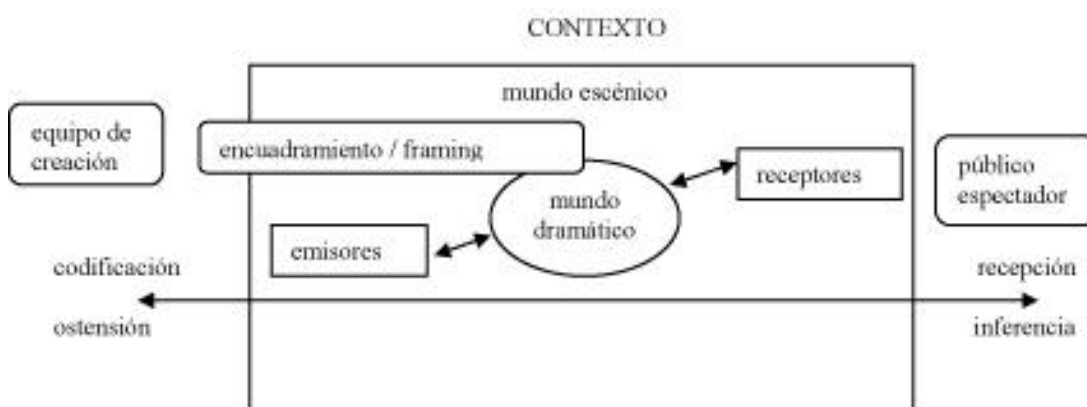 CONTEXTO
mundo escénico
equipo de
creación
encuadramiento / framing
receptores
público
espectador
mundo
dramático
emisores
codificación
recepción
ostensión
inferencia